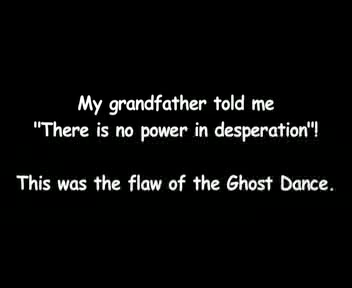 My grandfather told me
"There is no power in desperation"!
This was the flaw of the Ghost Dance.